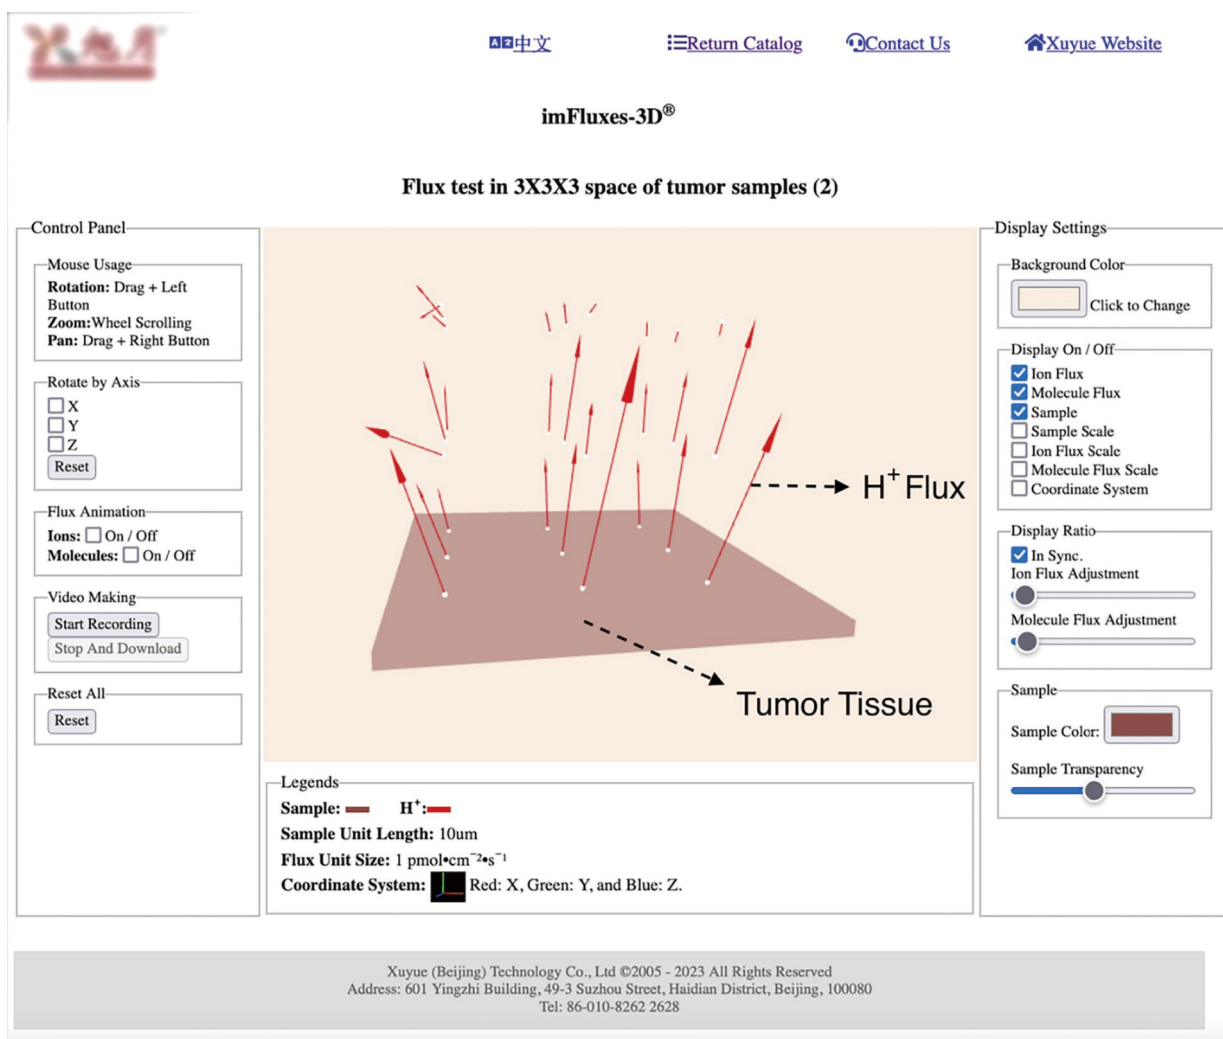 中文
Return Catalog
Contact Us
Xuyue Website
imFluxes-3D®
Flux test in 3X3X3 space of tumor samples (2)
Control Panel
Mouse Usage
Rotation: Drag + Left
Button
Zoom:Wheel Scrolling
Pan: Drag + Right Button
Rotate by Axis
X
Y
Z
Reset
Flux Animation
Ions: On / Off
Molecules: On / Off
Video Making
Start Recording
Stop And Download
Reset All
Reset
H⁺ Flux
Tumor Tissue
Legends
Sample: H⁺:
Sample Unit Length: 10um
Flux Unit Size: 1 pmol•cm⁻²•s⁻¹
Coordinate System: Red: X, Green: Y, and Blue: Z.
Display Settings
Background Color
Click to Change
Display On / Off
Ion Flux
Molecule Flux
Sample
Sample Scale
Ion Flux Scale
Molecule Flux Scale
Coordinate System
Display Ratio
In Sync.
Ion Flux Adjustment
Molecule Flux Adjustment
Sample
Sample Color:
Sample Transparency
Xuyue (Beijing) Technology Co., Ltd ©2005 - 2023 All Rights Reserved
Address: 601 Yingzhi Building, 49-3 Suzhou Street, Haidian District, Beijing, 100080
Tel: 86-010-8262 2628